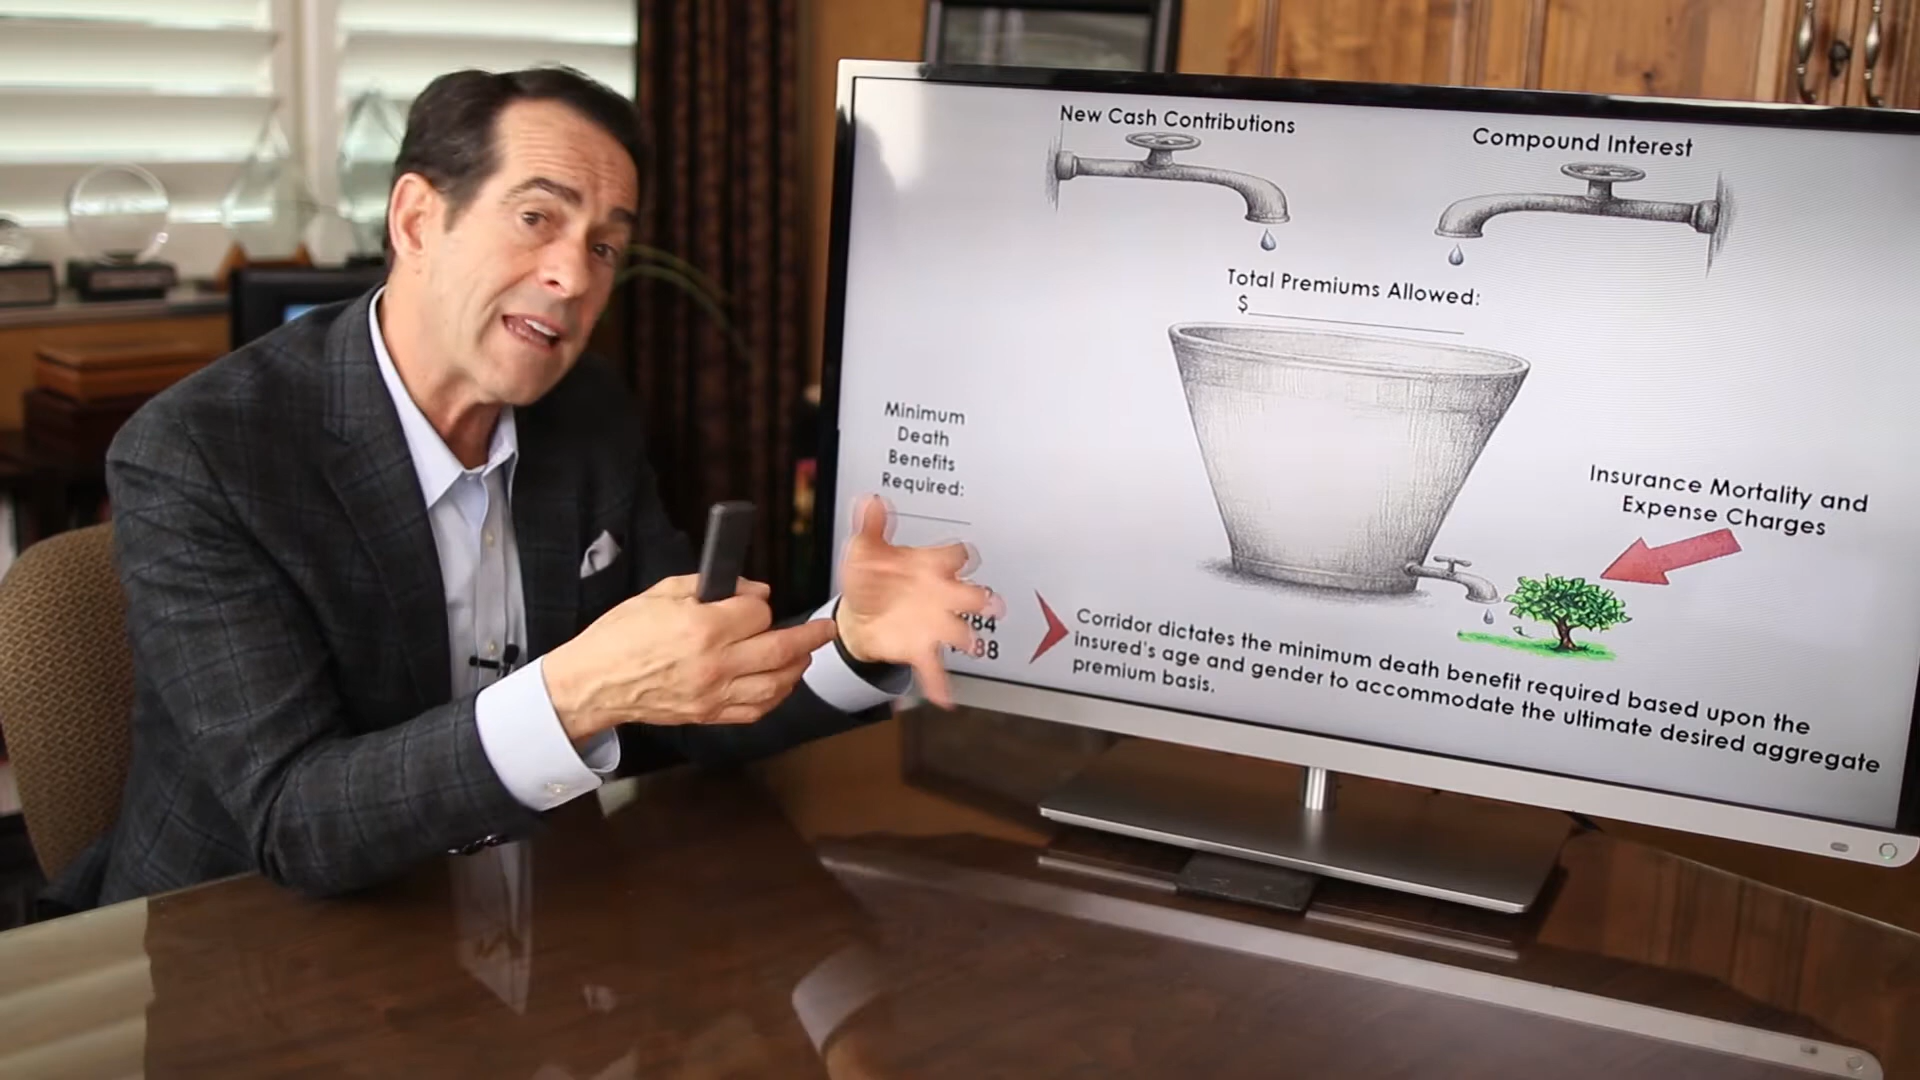 New Cash Contributions
Compound Interest
Total Premiums Allowed:
$
Minimum
Death
Benefits
Required:
Insurance Mortality and
Expense Charges
84
88
Corridor dictates the minimum death benefit required based upon the
insured's age and gender to accommodate the ultimate desired aggregate
premium basis.